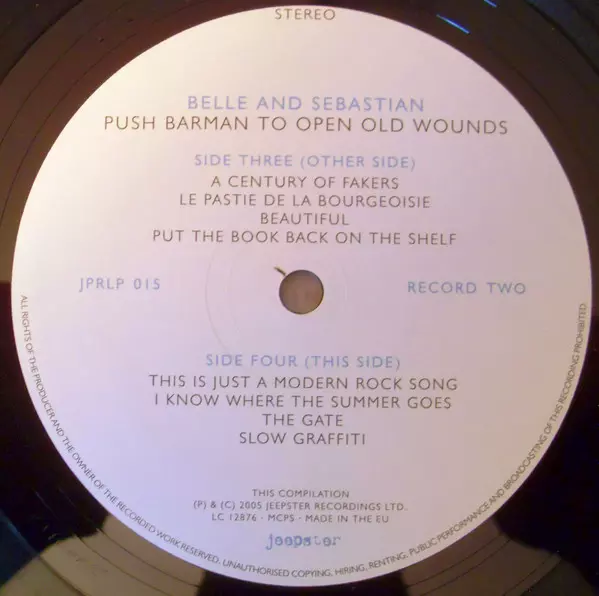 STEREO
BELLE AND SEBASTIAN
PUSH BARMAN TO OPEN OLD WOUNDS
SIDE THREE (OTHER SIDE)
A CENTURY OF FAKERS
LE PASTIE DE LA BOURGEOISIE
BEAUTIFUL
PUT THE BOOK BACK ON THE SHELF
JPRLP 015
RECORD TWO
SIDE FOUR (THIS SIDE)
THIS IS JUST A MODERN ROCK SONG
I KNOW WHERE THE SUMMER GOES
THE GATE
SLOW GRAFFITI
THIS COMPILATION
(P) & (C) 2005 JEEPSTER RECORDINGS LTD..
LC 12876 - MCPS - MADE IN THE EU
jeepster
ALL RIGHTS OF THE PRODUCER AND THE OWNER OF THE RECORDED WORK RESERVED. UNAUTHORISED COPYING, HIRING, RENTING, PUBLIC PERFORMANCE AND BROADCASTING OF THIS RECORDING PROHIBITED.